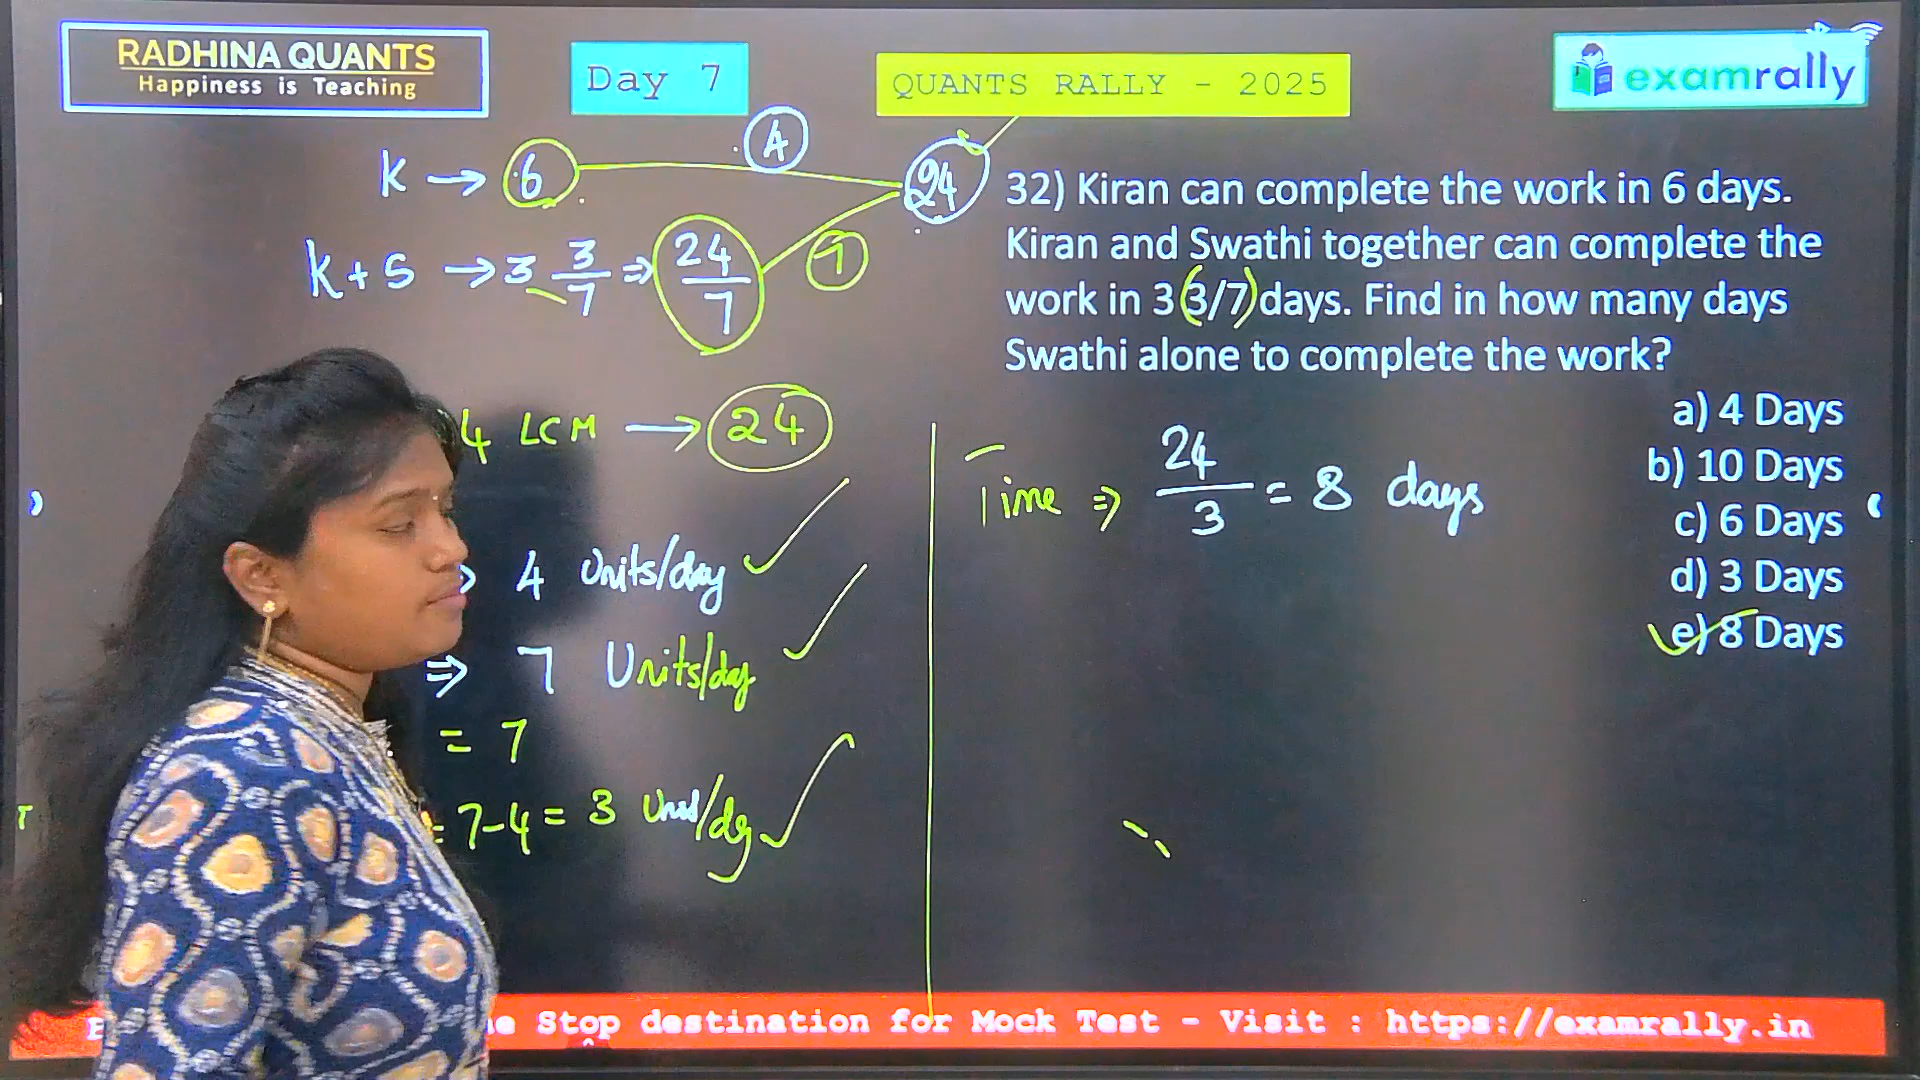 RADHINA QUANTS
Happiness is Teaching
Day 7
QUANTS RALLY - 2025
examrally
K → 6 4 24
K + S → 3 3/7 ⇒ 24/7 7
4 LCM → 24
4 Units/day
⇒ 7 Units/day
= 7
= 7-4 = 3 Unit/day
32) Kiran can complete the work in 6 days.
Kiran and Swathi together can complete the
work in 3 (3/7) days. Find in how many days
Swathi alone to complete the work?
a) 4 Days
b) 10 Days
c) 6 Days
d) 3 Days
e) 8 Days
Time ⇒ 24/3 = 8 days
Stop destination for Mock Test - Visit : https://examrally.in